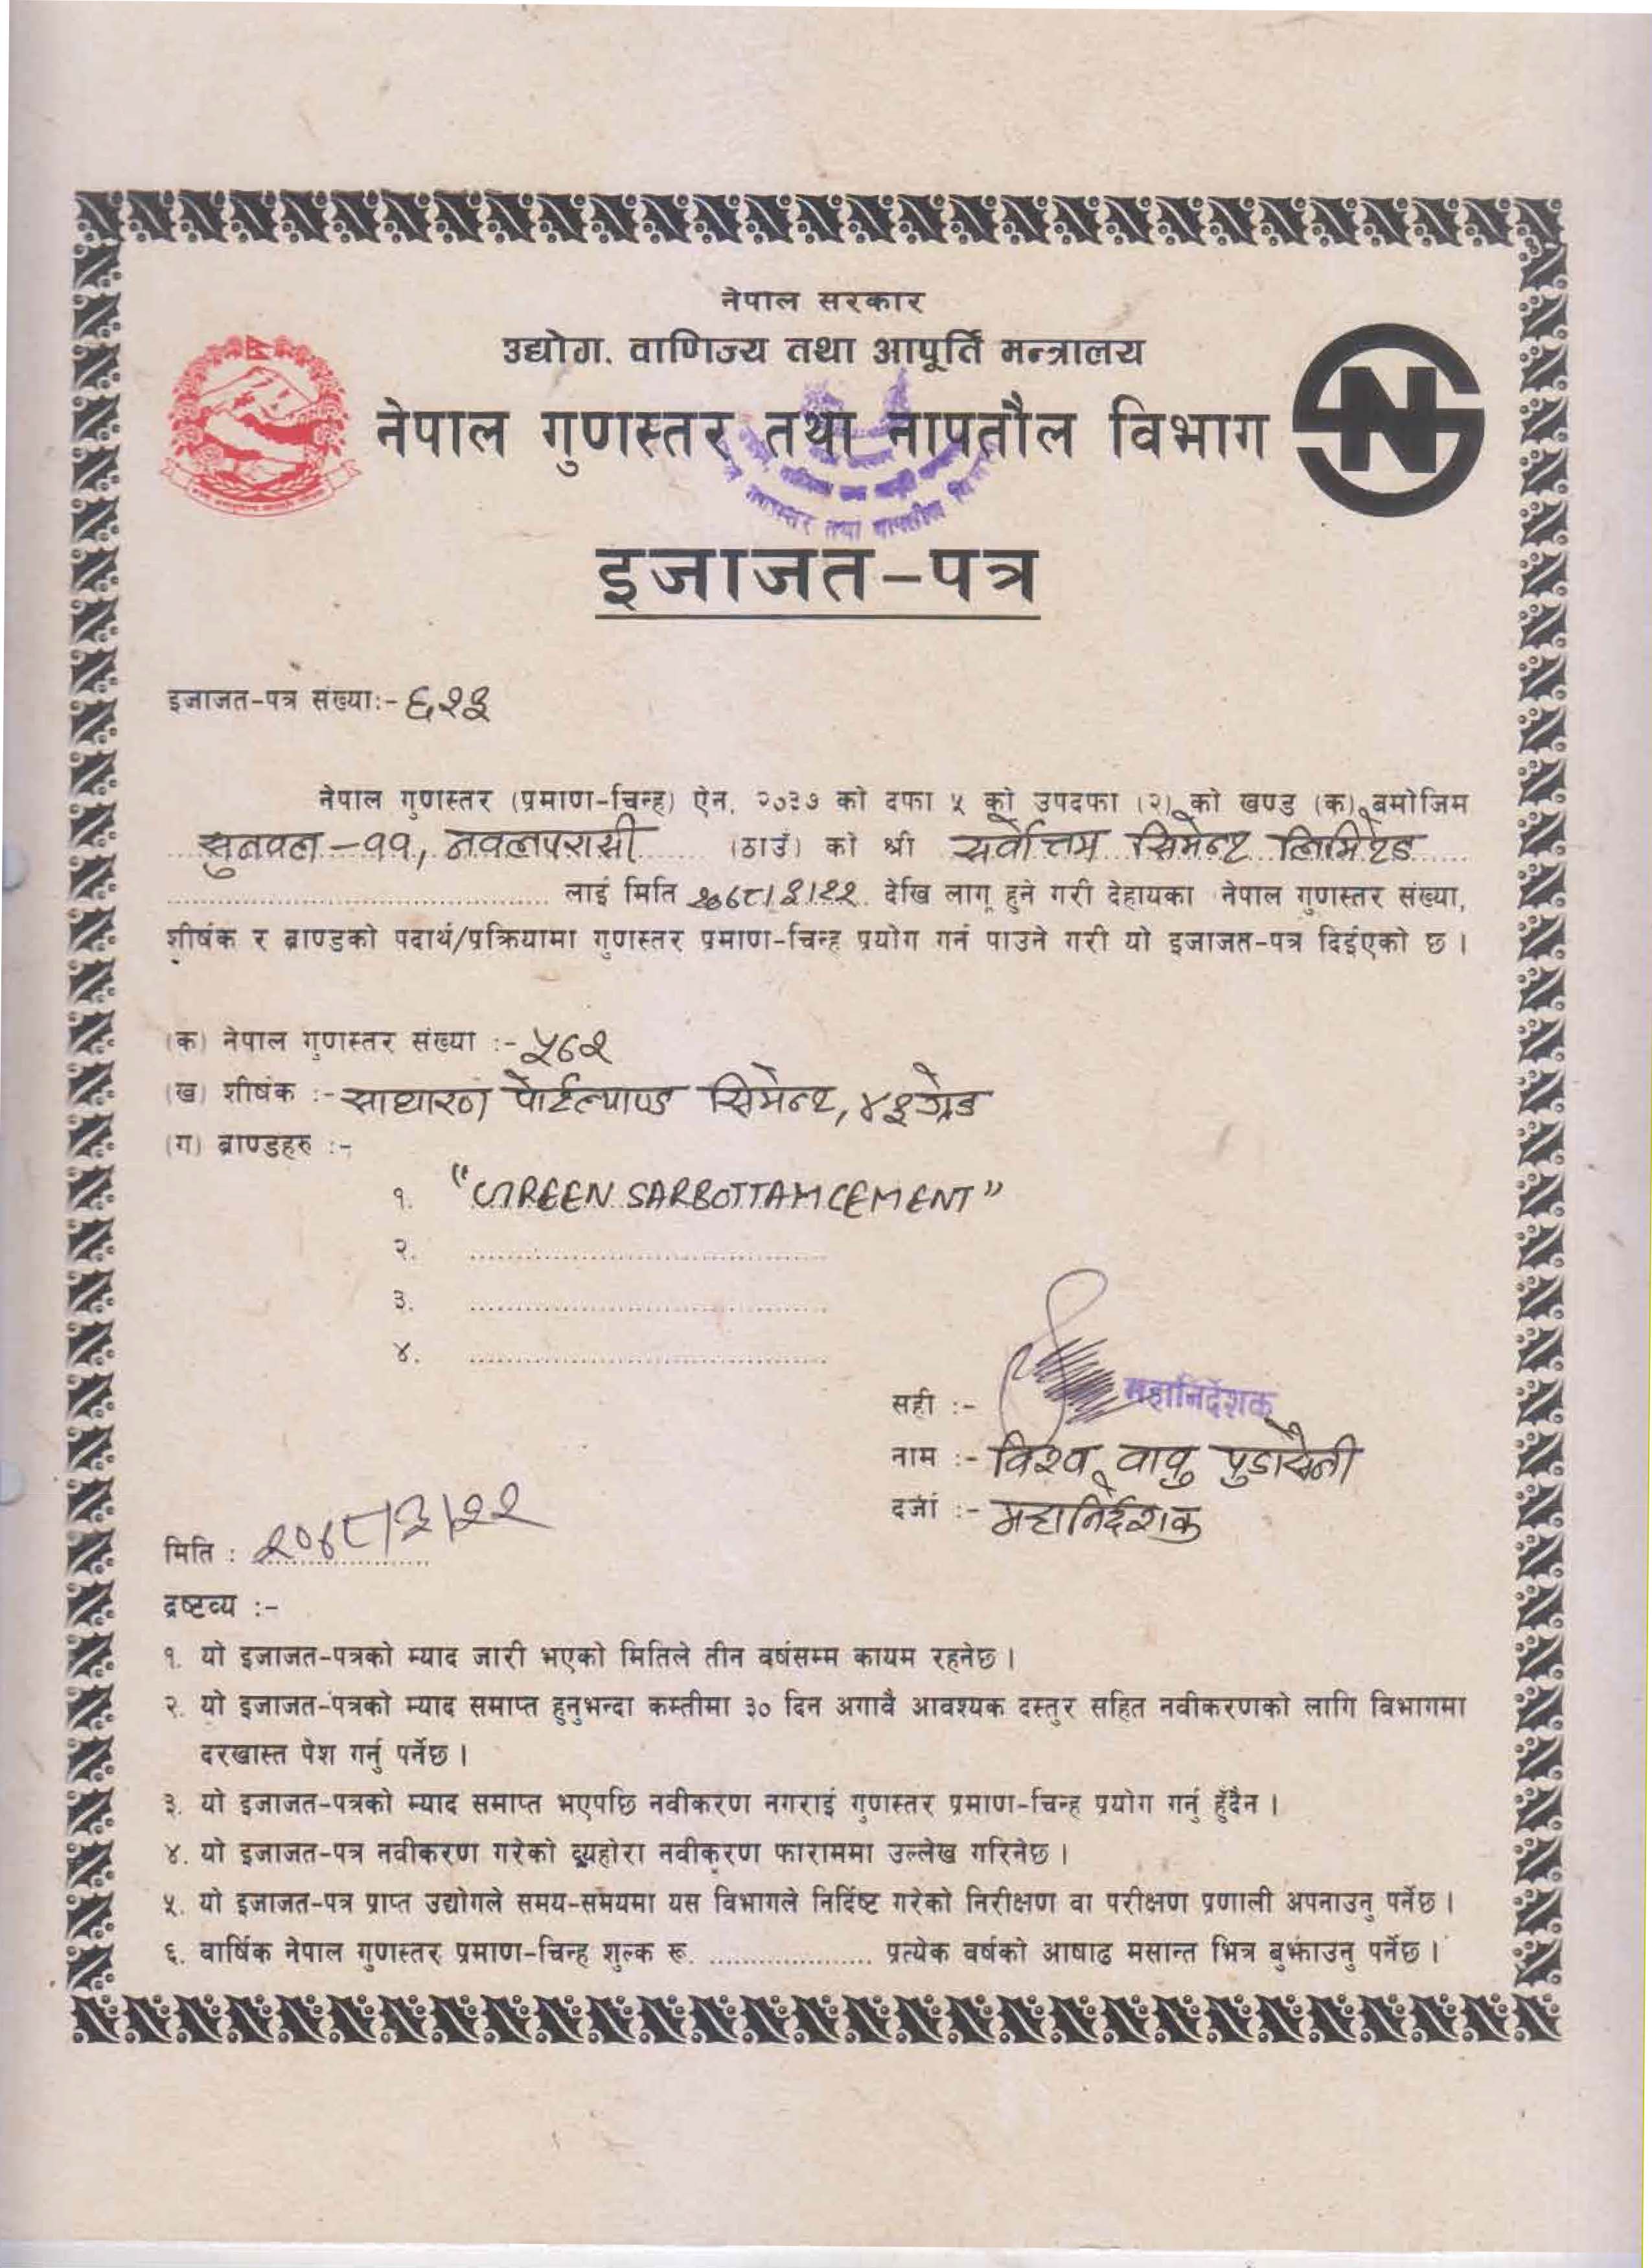 नेपाल सरकार
उद्योग, वाणिज्य तथा आपूर्ति मन्त्रालय
नेपाल गुणस्तर तथा नापतौल विभाग
इजाजत-पत्र
इजाजत-पत्र संख्या:- ६२३
नेपाल गुणस्तर (प्रमाण-चिन्ह) ऐन, २०३७ को दफा ५ को उपदफा (२) को खण्ड (क) बमोजिम
सुनवल -११, नवलपरासी (ठाउँ) को श्री सर्वोत्तम सिमेन्ट लिमिटेड
लाई मिति २०७८।३।२२ देखि लागू हुने गरी देहायका नेपाल गुणस्तर संख्या,
शीर्षक र ब्राण्डको पदार्थ/प्रक्रियामा गुणस्तर प्रमाण-चिन्ह प्रयोग गर्न पाउने गरी यो इजाजत-पत्र दिईएको छ ।
(क) नेपाल गुणस्तर संख्या :- ५७२
(ख) शीर्षक :- साधारण पोर्टल्याण्ड सिमेन्ट, ४३ ग्रेड
(ग) ब्राण्डहरु :-
१. "GREEN SARBOTTAM CEMENT"
२.
३.
४.
सही :- महानिर्देशक
नाम :- विश्व वावु पुडासैनी
दर्जा :- महानिर्देशक
मिति : २०७८।३।२२
द्रष्टव्य :-
१. यो इजाजत-पत्रको म्याद जारी भएको मितिले तीन वर्षसम्म कायम रहनेछ ।
२. यो इजाजत-पत्रको म्याद समाप्त हुनुभन्दा कम्तीमा ३० दिन अगावै आवश्यक दस्तुर सहित नवीकरणको लागि विभागमा
दरखास्त पेश गर्नु पर्नेछ ।
३. यो इजाजत-पत्रको म्याद समाप्त भएपछि नवीकरण नगराई गुणस्तर प्रमाण-चिन्ह प्रयोग गर्नु हुँदैन ।
४. यो इजाजत-पत्र नवीकरण गरेको व्यहोरा नवीकरण फाराममा उल्लेख गरिनेछ ।
५. यो इजाजत-पत्र प्राप्त उद्योगले समय-समयमा यस विभागले निर्दिष्ट गरेको निरीक्षण वा परीक्षण प्रणाली अपनाउनु पर्नेछ ।
६. वार्षिक नेपाल गुणस्तर प्रमाण-चिन्ह शुल्क रू. .................... प्रत्येक वर्षको आषाढ मसान्त भित्र बुझाउनु पर्नेछ ।